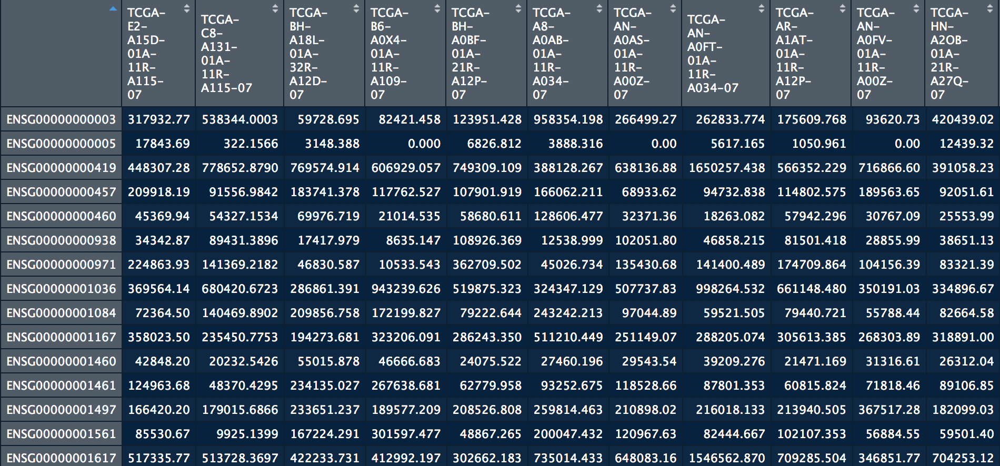 TCGA-E2-A15D-01A-11R-A115-07 TCGA-C8-A131-01A-11R-A115-07 TCGA-BH-A18L-01A-32R-A12D-07 TCGA-B6-A0X4-01A-11R-A109-07 TCGA-BH-A0BF-01A-21R-A12P-07 TCGA-A8-A0AB-01A-11R-A034-07 TCGA-AN-A0AS-01A-11R-A00Z-07 TCGA-AN-A0FT-01A-11R-A034-07 TCGA-AR-A1AT-01A-11R-A12P-07 TCGA-AN-A0FV-01A-11R-A00Z-07 TCGA-HN-A2OB-01A-21R-A27Q-07
ENSG00000000003 317932.77 538344.0003 59728.695 82421.458 123951.428 958354.198 266499.27 262833.774 175609.768 93620.73 420439.02
ENSG00000000005 17843.69 322.1566 3148.388 0.000 6826.812 3888.316 0.00 5617.165 1050.961 0.00 12439.32
ENSG00000000419 448307.28 778652.8790 769574.914 606929.057 749309.109 388128.267 638136.88 1650257.438 566352.229 716866.60 391058.23
ENSG00000000457 209918.19 91556.9842 183741.378 117762.527 107901.919 166062.211 68933.62 94732.838 114802.575 189563.65 92051.61
ENSG00000000460 45369.94 54327.1534 69976.719 21014.535 58680.611 128606.477 32371.36 18263.082 57942.296 30767.09 25553.99
ENSG00000000938 34342.87 89431.3896 17417.979 8635.147 108926.369 12538.999 102051.80 46858.215 81501.418 28855.99 38651.13
ENSG00000000971 224863.93 141369.2182 46830.587 10533.543 362709.502 45026.734 135430.68 141400.489 174709.864 104156.39 83321.39
ENSG00000001036 369564.14 680420.6723 286861.391 943239.626 519875.323 324347.129 507737.83 998264.532 661148.480 350191.03 334896.67
ENSG00000001084 72364.50 140469.8902 209856.758 172199.827 79222.644 243242.213 97044.89 59521.505 79440.721 55788.44 82664.58
ENSG00000001167 358023.50 235450.7753 194273.681 323206.091 286243.350 511210.449 251149.07 288205.074 305613.385 268303.89 318891.00
ENSG00000001460 42848.20 20232.5426 55015.878 46666.683 24075.522 27460.196 29543.54 39209.276 21471.169 31316.61 26312.04
ENSG00000001461 124963.68 48370.4295 234135.027 267638.681 62779.958 93252.675 118528.66 87801.353 60815.824 71818.46 89106.85
ENSG00000001497 166420.20 179015.6866 233651.237 189577.209 208526.808 259814.463 210898.02 216018.133 213940.505 367517.28 182099.03
ENSG00000001561 85530.67 9925.1399 167224.291 301597.477 48867.265 200047.432 120967.63 82444.667 102107.353 56884.55 59501.40
ENSG00000001617 517335.77 513728.3697 422233.731 412992.197 302662.183 735014.433 648083.16 1546562.870 709285.504 346851.77 704253.12